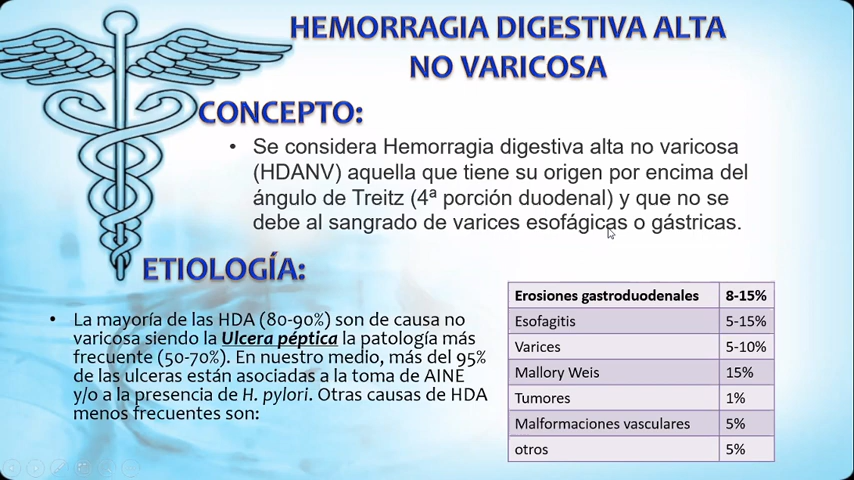 HEMORRAGIA DIGESTIVA ALTA
NO VARICOSA
CONCEPTO:
• Se considera Hemorragia digestiva alta no varicosa
(HDANV) aquella que tiene su origen por encima del
ángulo de Treitz (4ª porción duodenal) y que no se
debe al sangrado de varices esofágicas o gástricas.
ETIOLOGÍA:
• La mayoría de las HDA (80-90%) son de causa no
varicosa siendo la Ulcera péptica la patología más
frecuente (50-70%). En nuestro medio, más del 95%
de las ulceras están asociadas a la toma de AINE
y/o a la presencia de H. pylori. Otras causas de HDA
menos frecuentes son:
Erosiones gastroduodenales 8-15%
Esofagitis 5-15%
Varices 5-10%
Mallory Weis 15%
Tumores 1%
Malformaciones vasculares 5%
otros 5%